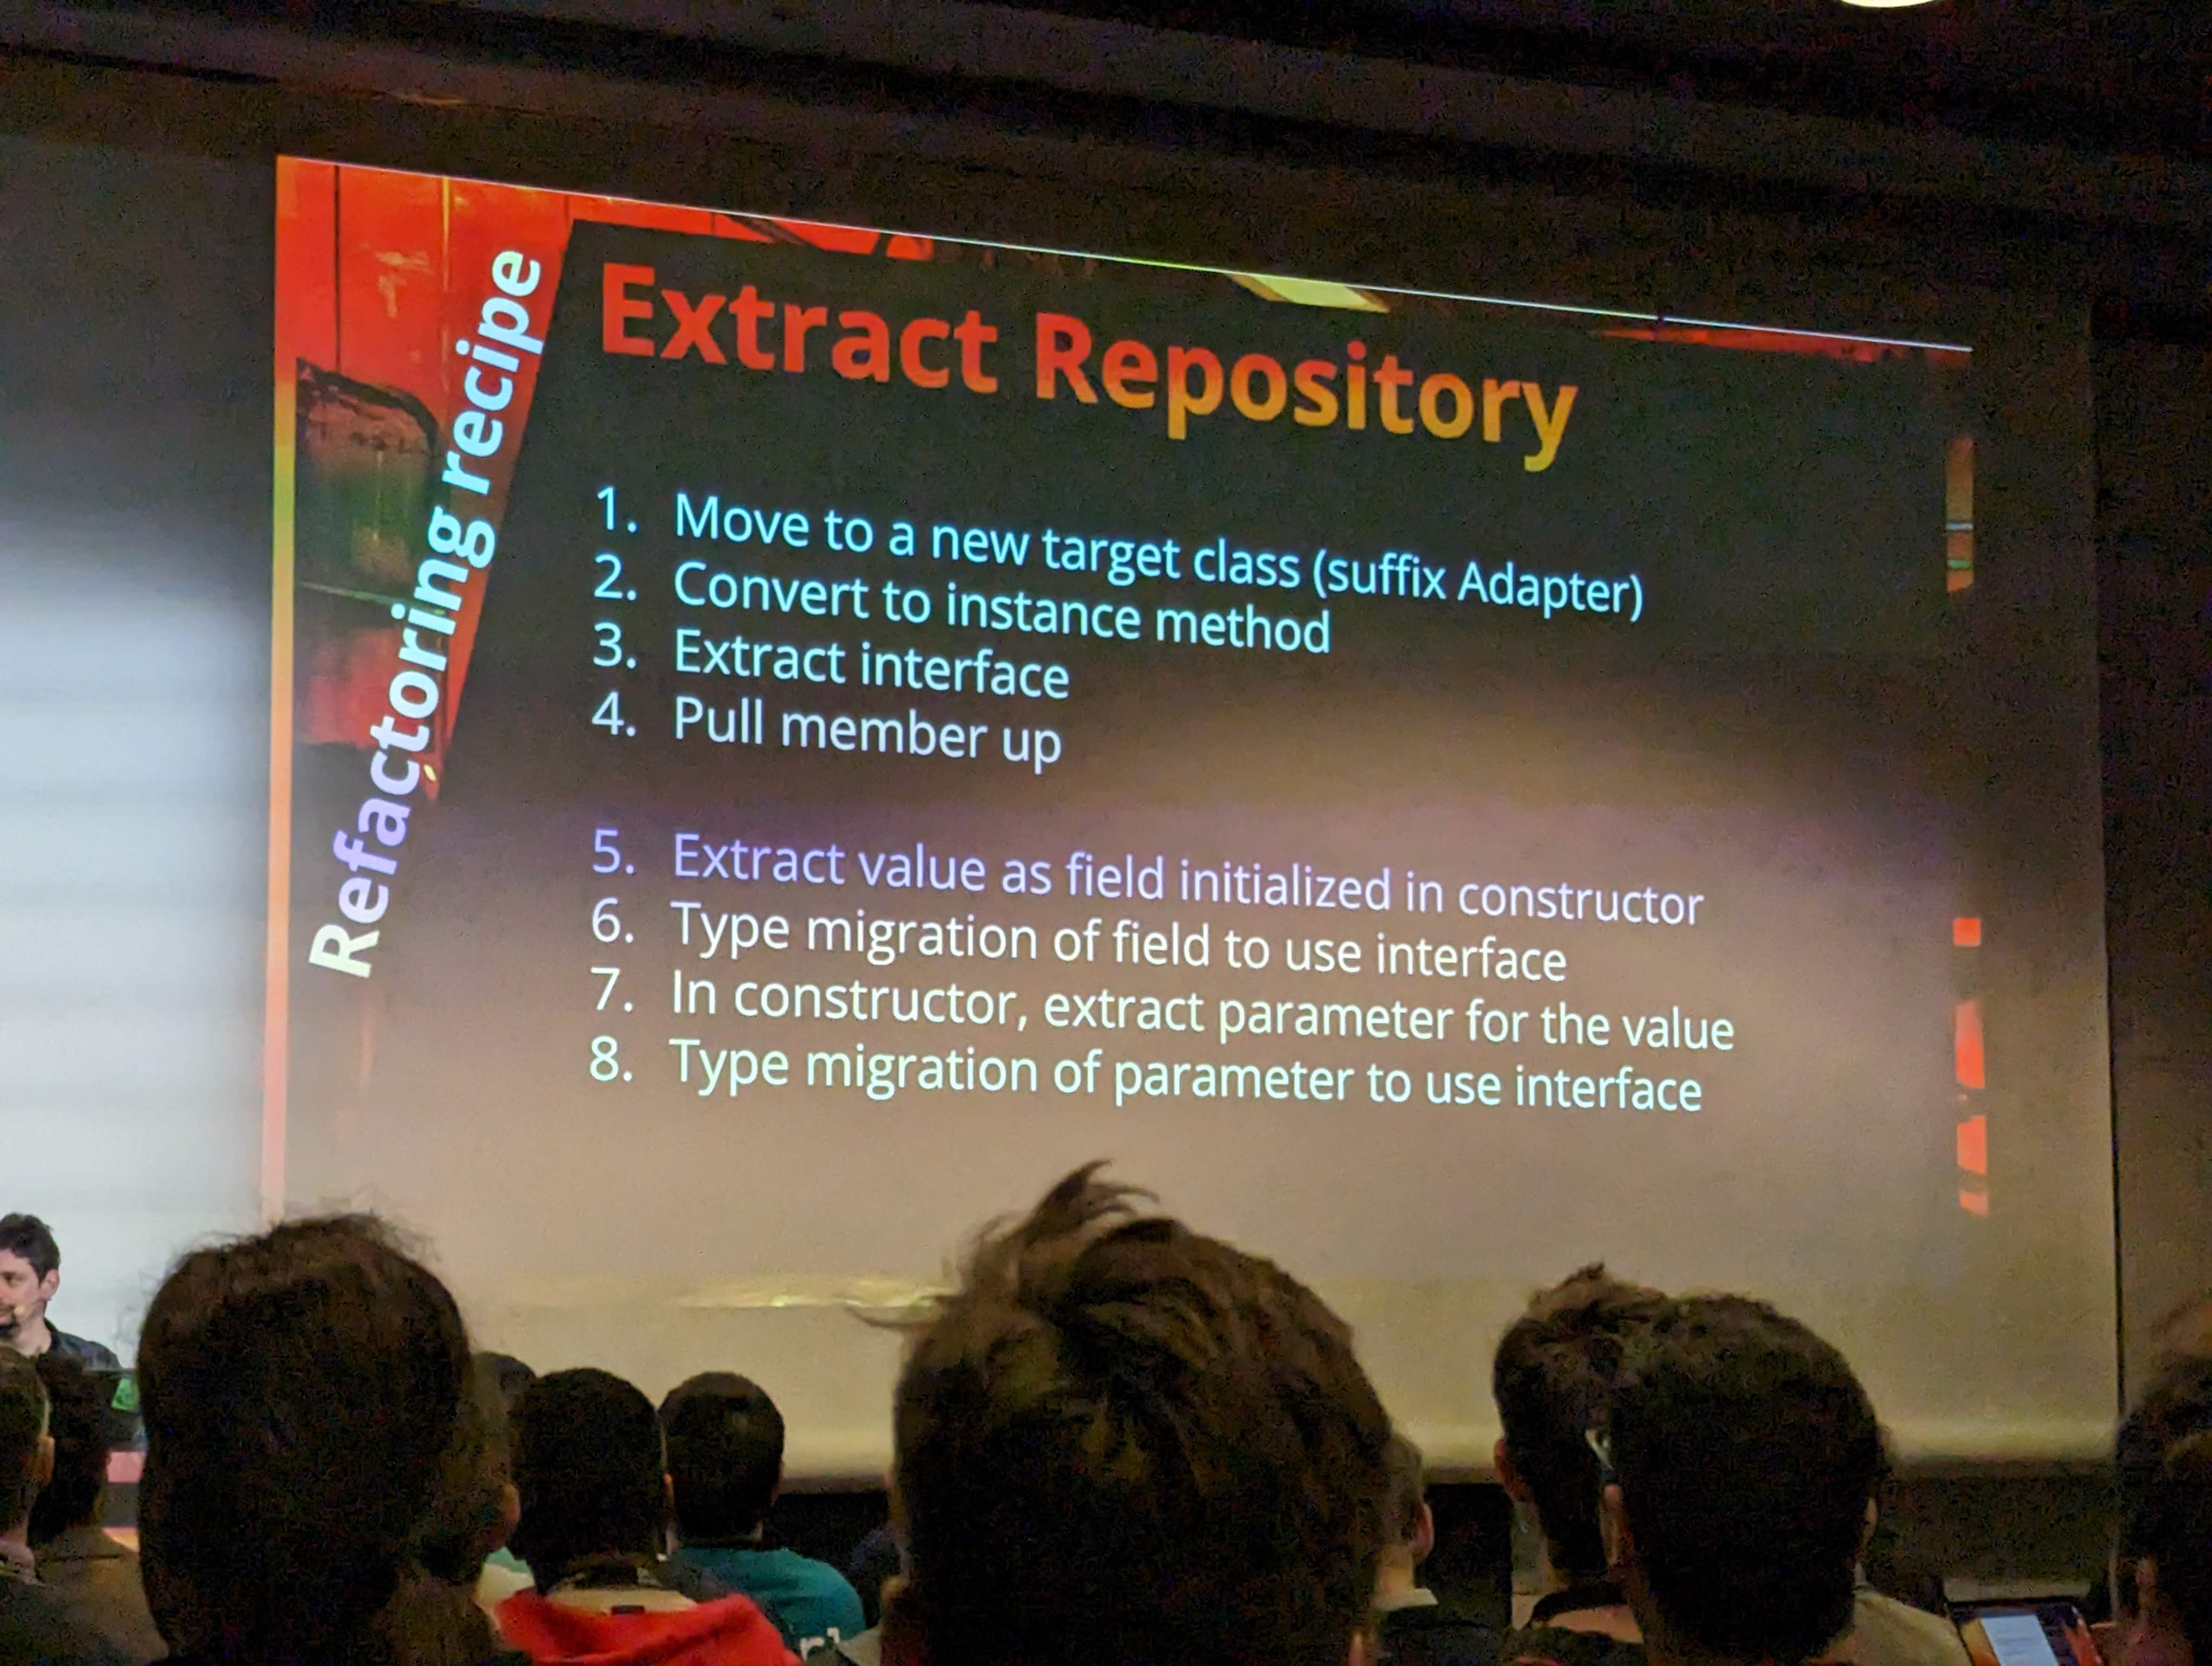 Refactoring recipe
Extract Repository
1. Move to a new target class (suffix Adapter)
2. Convert to instance method
3. Extract interface
4. Pull member up
5. Extract value as field initialized in constructor
6. Type migration of field to use interface
7. In constructor, extract parameter for the value
8. Type migration of parameter to use interface